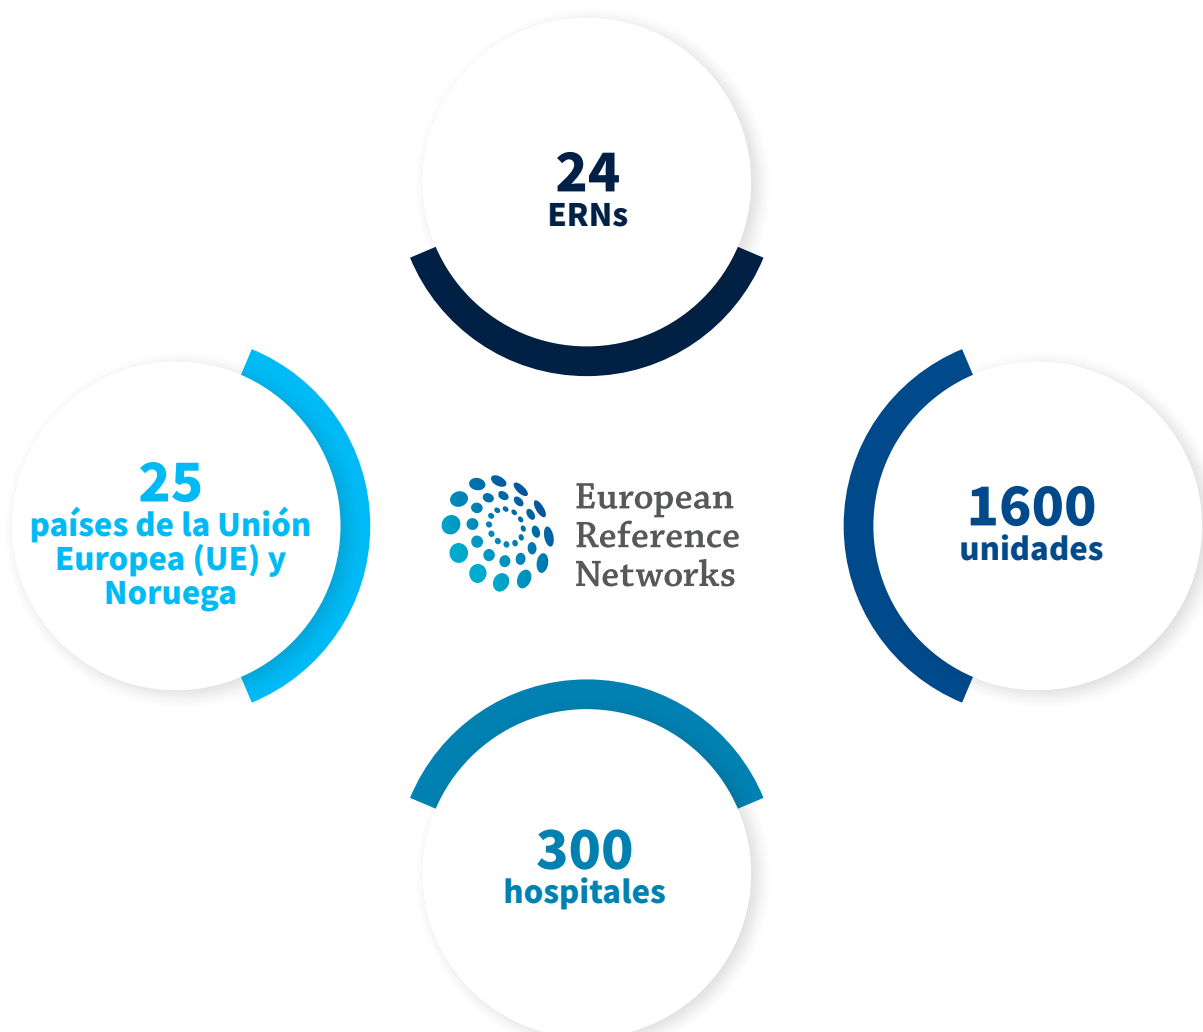 24
ERNs
25
países de la Unión
Europea (UE) y
Noruega
European
Reference
Networks
1600
unidades
300
hospitales